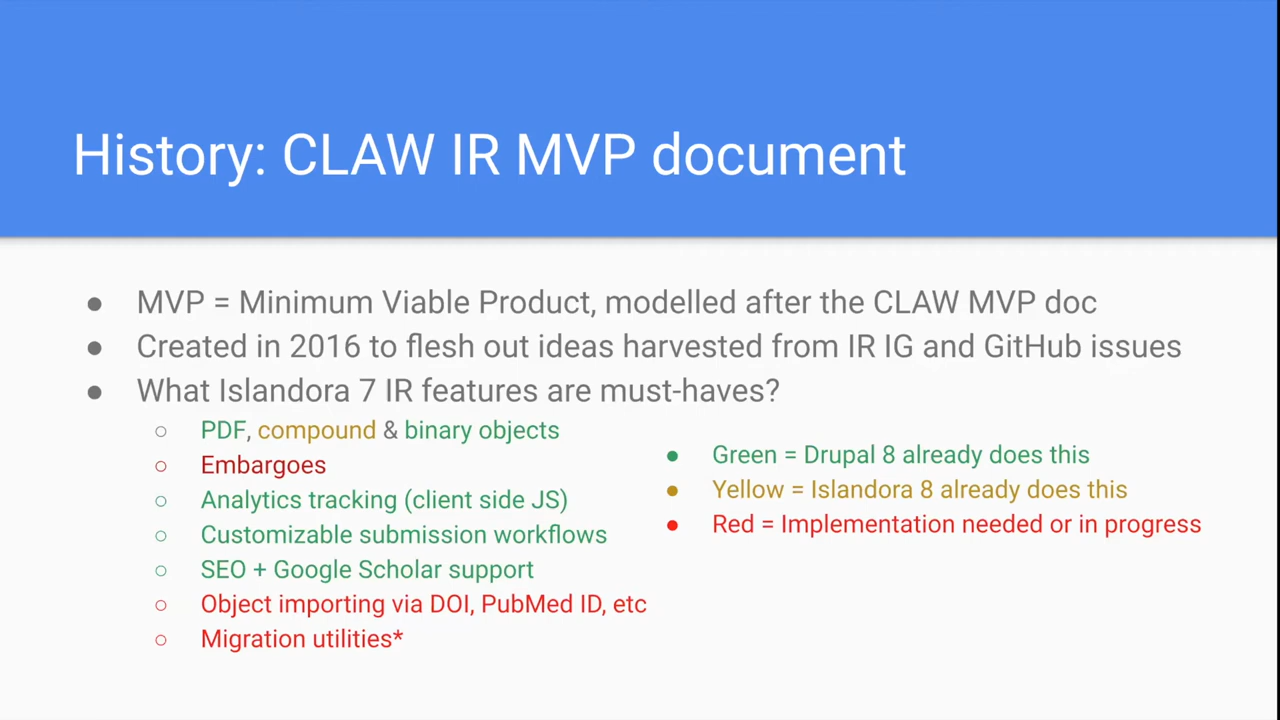 History: CLAW IR MVP document
● MVP = Minimum Viable Product, modelled after the CLAW MVP doc
● Created in 2016 to flesh out ideas harvested from IR IG and GitHub issues
● What Islandora 7 IR features are must-haves?
○ PDF, compound & binary objects
○ Embargoes
○ Analytics tracking (client side JS)
○ Customizable submission workflows
○ SEO + Google Scholar support
○ Object importing via DOI, PubMed ID, etc
○ Migration utilities*
● Green = Drupal 8 already does this
● Yellow = Islandora 8 already does this
● Red = Implementation needed or in progress